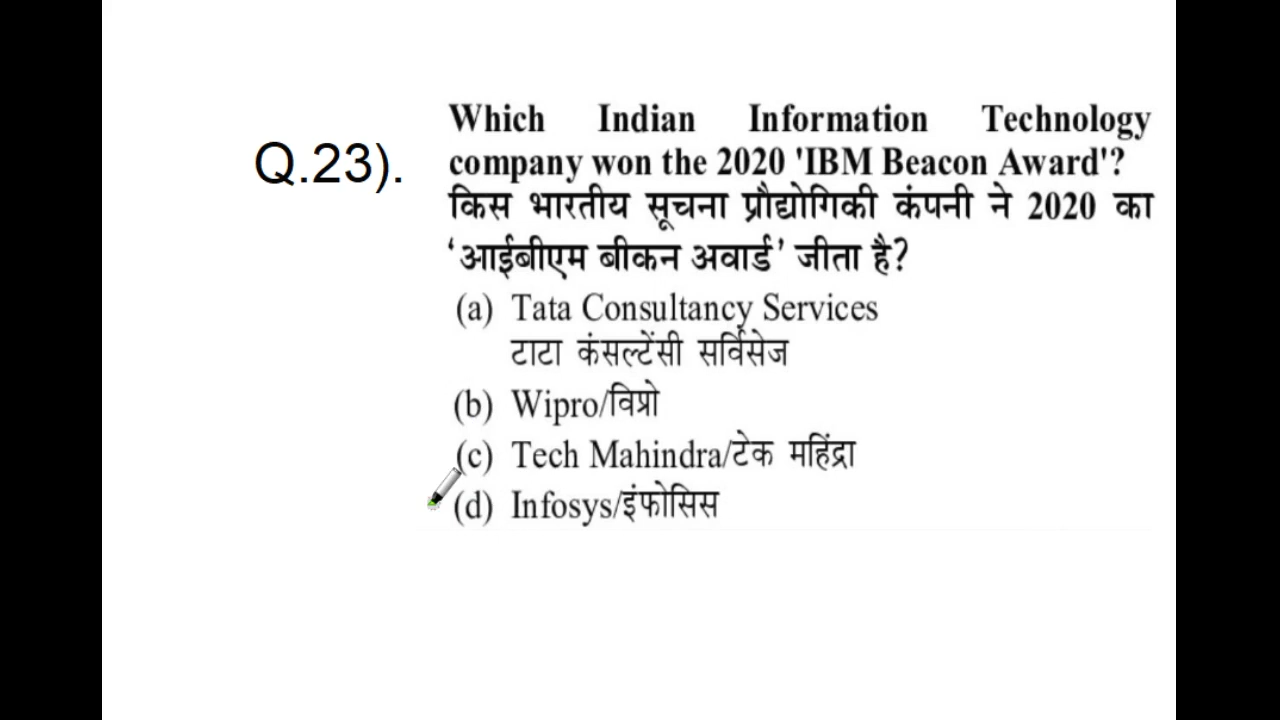 Q.23).
Which Indian Information Technology
company won the 2020 'IBM Beacon Award'?
किस भारतीय सूचना प्रौद्योगिकी कंपनी ने 2020 का
‘आईबीएम बीकन अवार्ड’ जीता है?
(a) Tata Consultancy Services
टाटा कंसल्टेंसी सर्विसेज
(b) Wipro/विप्रो
(c) Tech Mahindra/टेक महिंद्रा
(d) Infosys/इंफोसिस